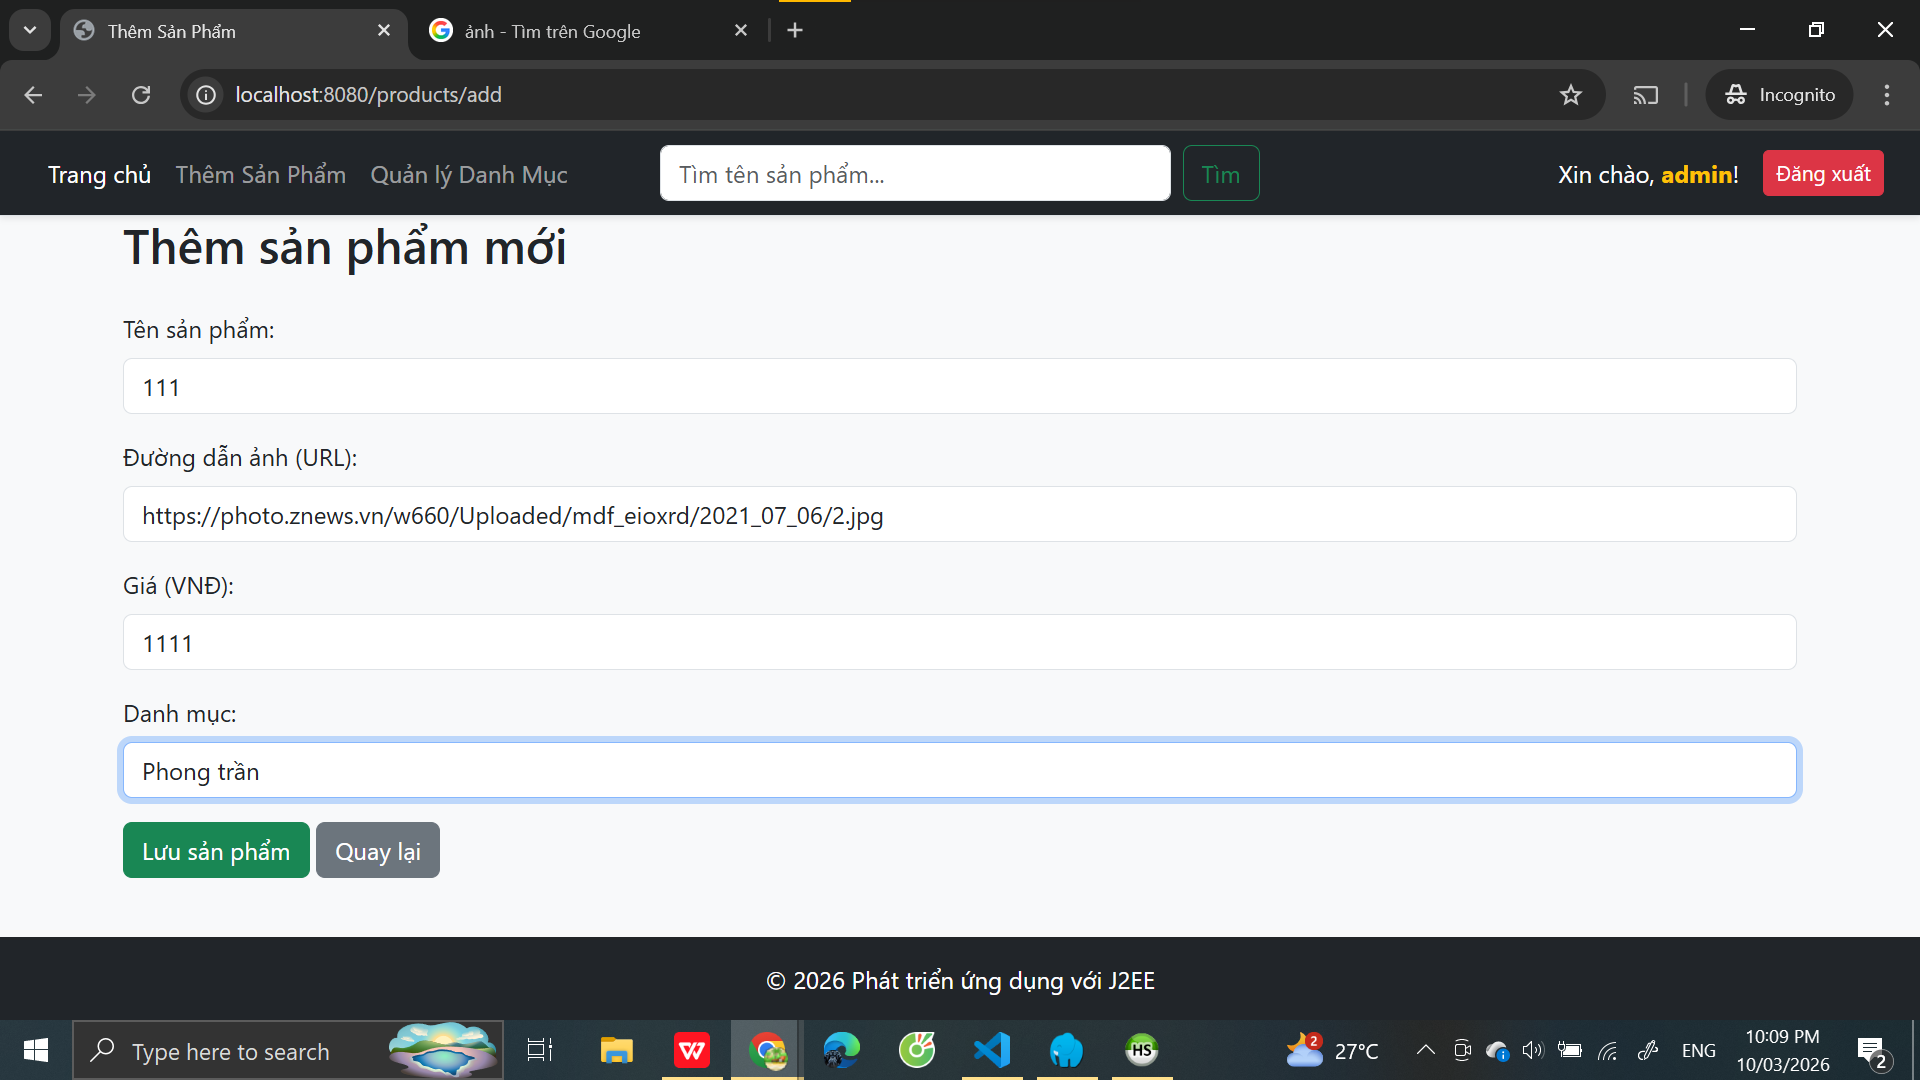 Thêm Sản Phẩm
ảnh - Tìm trên Google
localhost:8080/products/add
Incognito
Trang chủ Thêm Sản Phẩm Quản lý Danh Mục Tìm tên sản phẩm... Tìm Xin chào, admin! Đăng xuất
Thêm sản phẩm mới
Tên sản phẩm:
111
Đường dẫn ảnh (URL):
https://photo.znews.vn/w660/Uploaded/mdf_eioxrd/2021_07_06/2.jpg
Giá (VNĐ):
1111
Danh mục:
Phong trần
Lưu sản phẩm Quay lại
© 2026 Phát triển ứng dụng với J2EE
Type here to search
W
HS
2
27°C
ENG
10:09 PM
10/03/2026
2